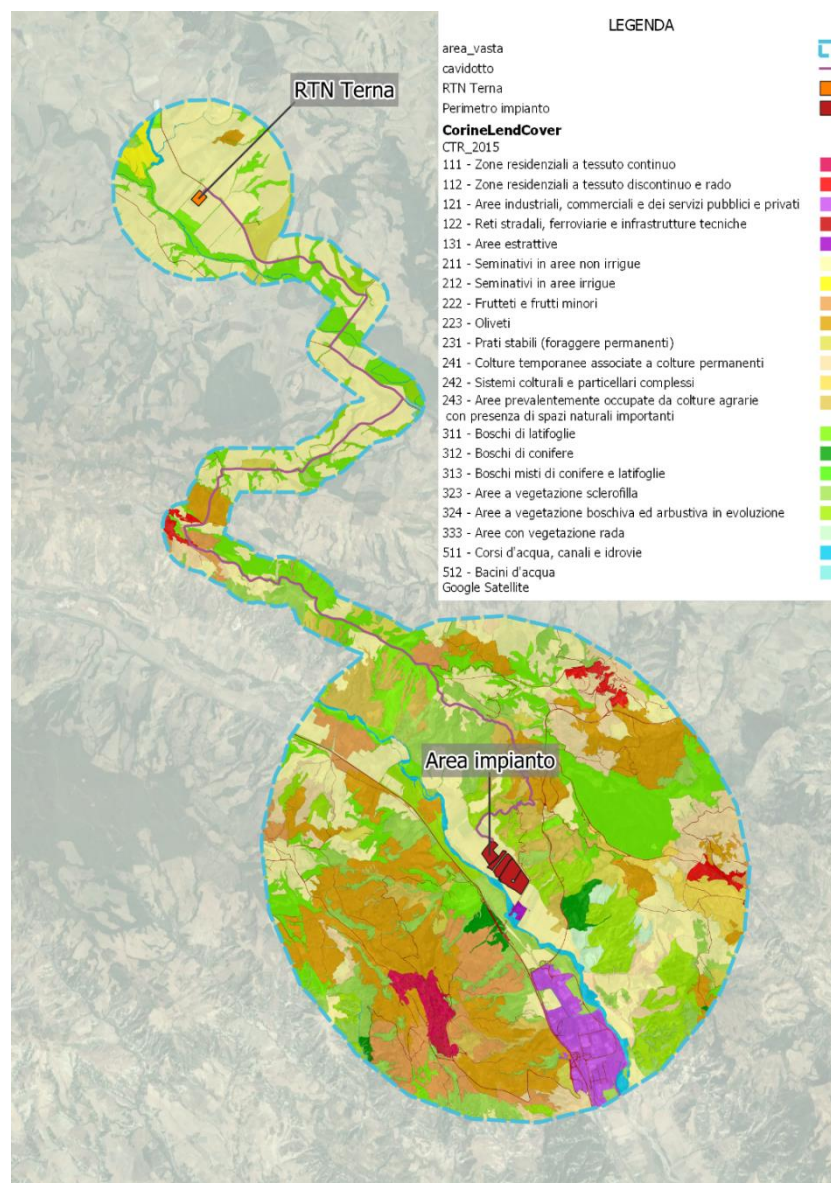 LEGENDA
area_vasta
cavidotto
RTN Terna
Perimetro impianto
CorineLendCover
CTR_2015
111 - Zone residenziali a tessuto continuo
112 - Zone residenziali a tessuto discontinuo e rado
121 - Aree industriali, commerciali e dei servizi pubblici e privati
122 - Reti stradali, ferroviarie e infrastrutture tecniche
131 - Aree estrattive
211 - Seminativi in aree non irrigue
212 - Seminativi in aree irrigue
222 - Frutteti e frutti minori
223 - Oliveti
231 - Prati stabili (foraggere permanenti)
241 - Colture temporanee associate a colture permanenti
242 - Sistemi colturali e particellari complessi
243 - Aree prevalentemente occupate da colture agrarie
con presenza di spazi naturali importanti
311 - Boschi di latifoglie
312 - Boschi di conifere
313 - Boschi misti di conifere e latifoglie
323 - Aree a vegetazione sclerofilla
324 - Aree a vegetazione boschiva ed arbustiva in evoluzione
333 - Aree con vegetazione rada
511 - Corsi d'acqua, canali e idrovie
512 - Bacini d'acqua
Google Satellite
RTN Terna
Area impianto